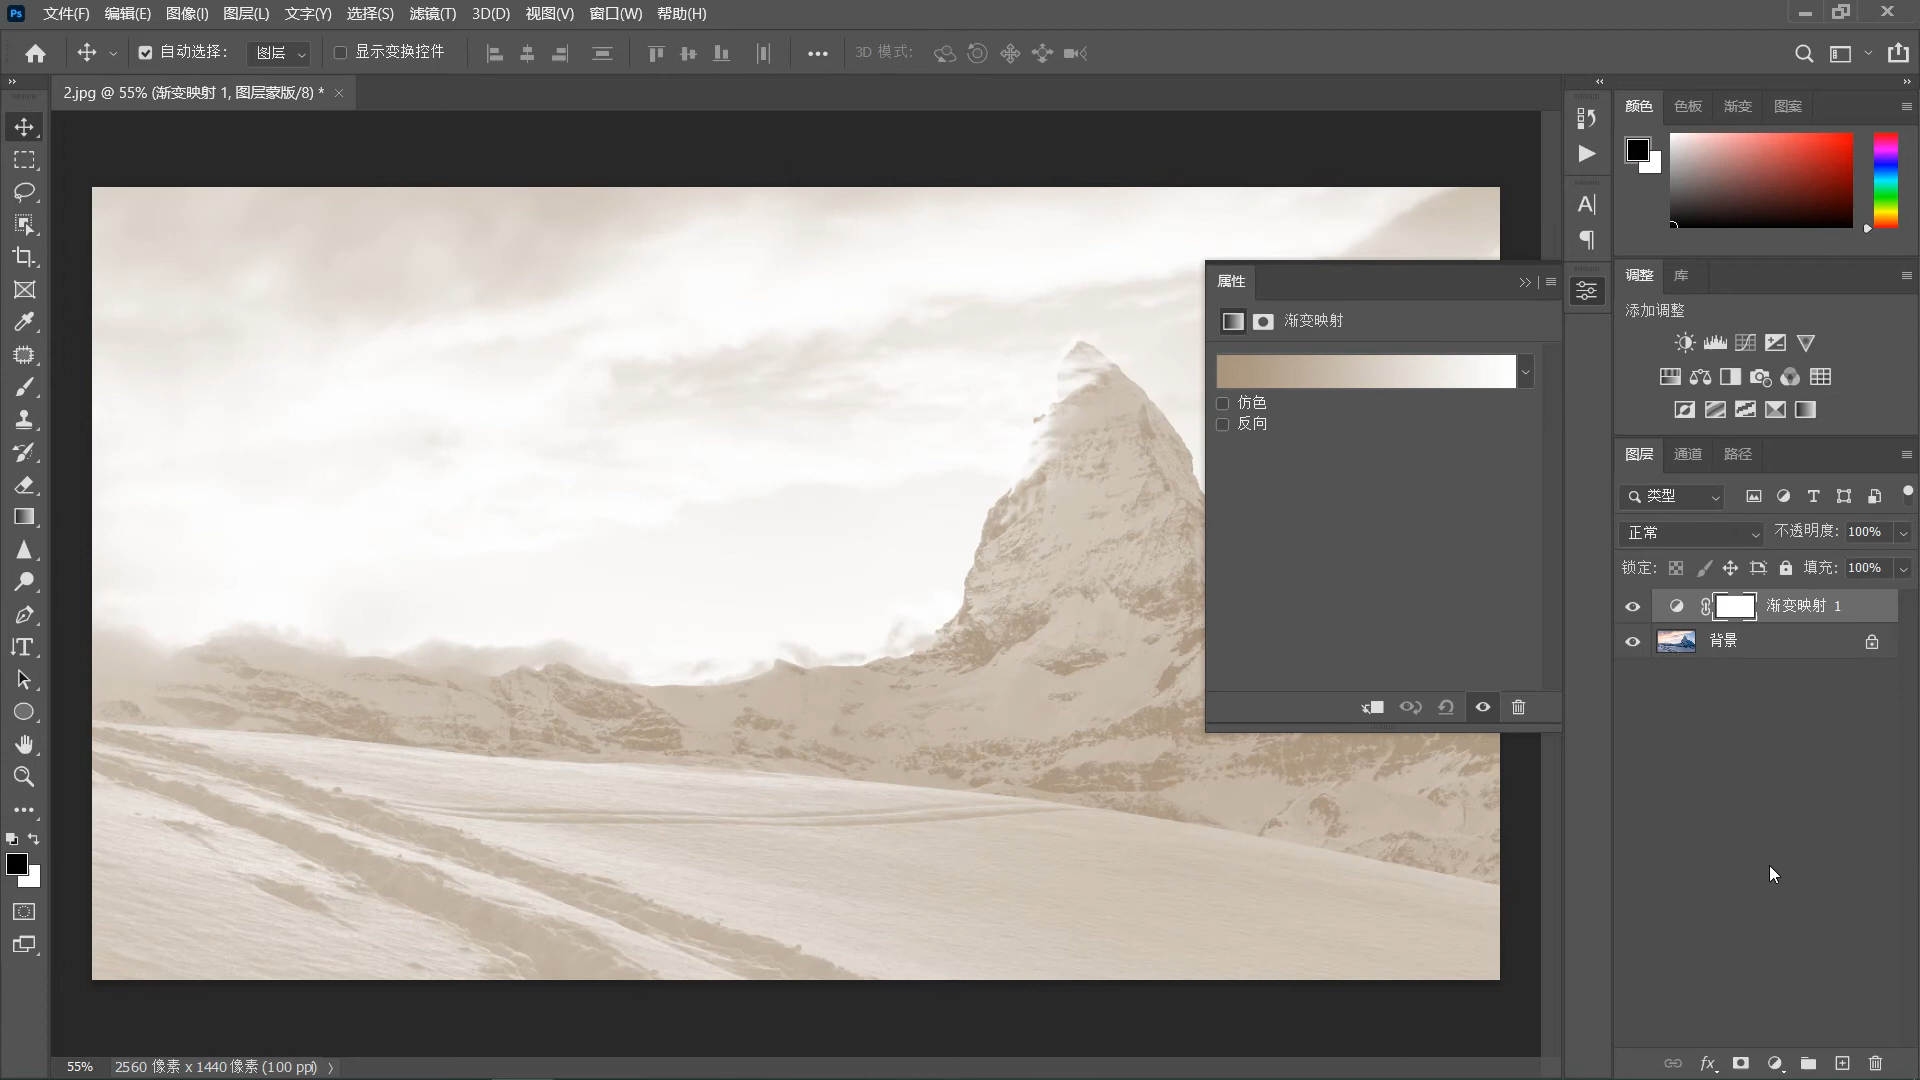 Ps 文件(F) 编辑(E) 图像(I) 图层(L) 文字(Y) 选择(S) 滤镜(T) 3D(D) 视图(V) 窗口(W) 帮助(H)
自动选择: 图层 显示变换控件 3D 模式:
2.jpg @ 55% (渐变映射 1, 图层蒙版/8) *
颜色 色板 渐变 图案
属性
渐变映射
仿色
反向
调整 库
添加调整
图层 通道 路径
类型
正常 不透明度: 100%
锁定: 填充: 100%
渐变映射 1
背景
55% 2560 像素 x 1440 像素 (100 ppi)